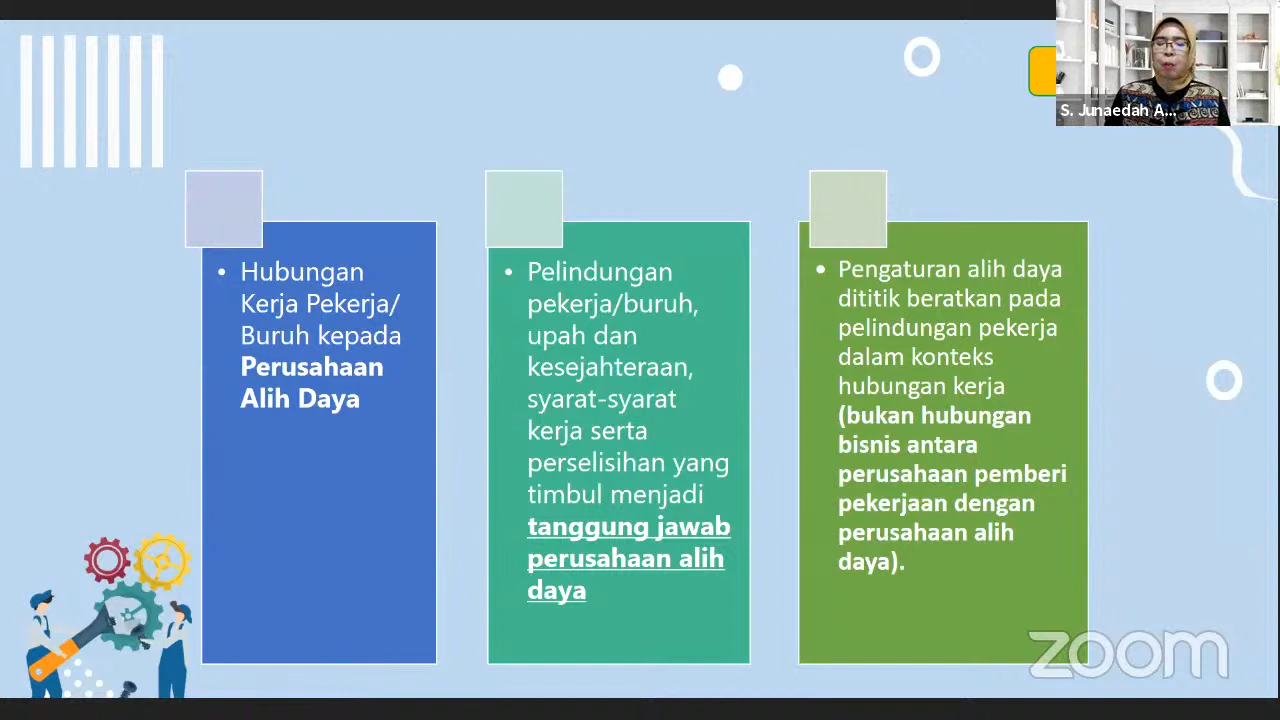 S. Junaedah A...
• Hubungan
Kerja Pekerja/
Buruh kepada
Perusahaan
Alih Daya
• Pelindungan
pekerja/buruh,
upah dan
kesejahteraan,
syarat-syarat
kerja serta
perselisihan yang
timbul menjadi
tanggung jawab
perusahaan alih
daya
• Pengaturan alih daya
dititik beratkan pada
pelindungan pekerja
dalam konteks
hubungan kerja
(bukan hubungan
bisnis antara
perusahaan pemberi
pekerjaan dengan
perusahaan alih
daya).
zoom